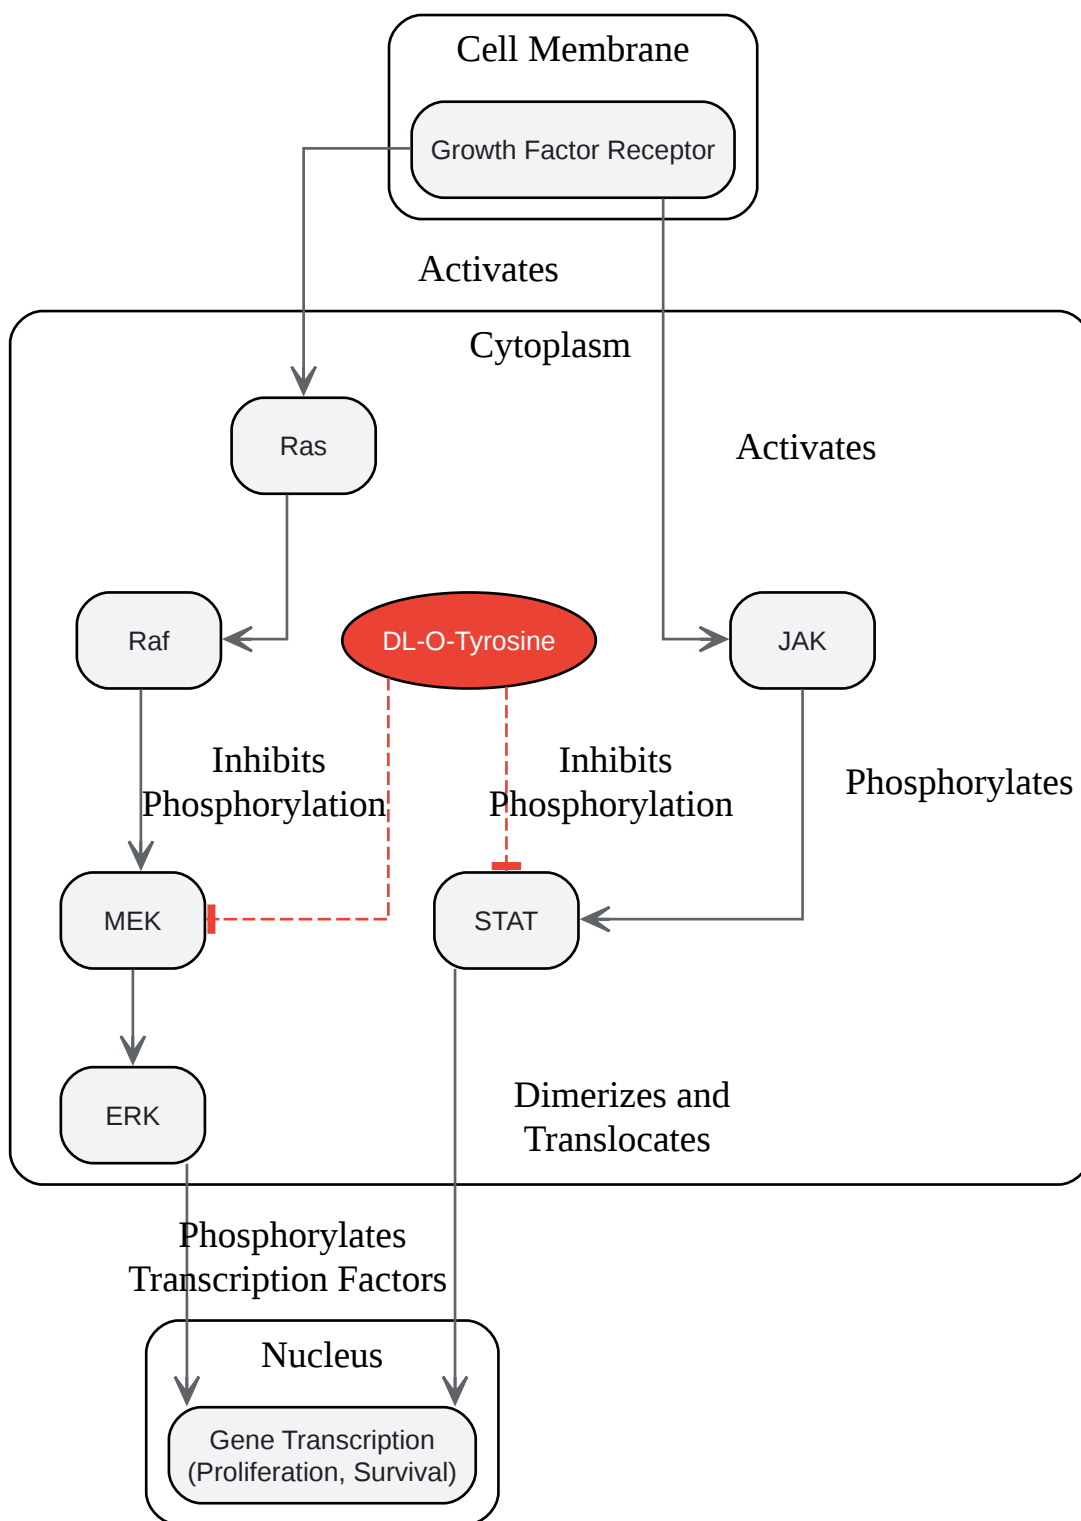 Cell Membrane
Growth Factor Receptor
Activates
Cytoplasm
Ras
Activates
Raf
DL-O-Tyrosine
JAK
Inhibits
Phosphorylation
Inhibits
Phosphorylation
Phosphorylates
MEK
STAT
ERK
Dimerizes and
Translocates
Phosphorylates
Transcription Factors
Nucleus
Gene Transcription
(Proliferation, Survival)